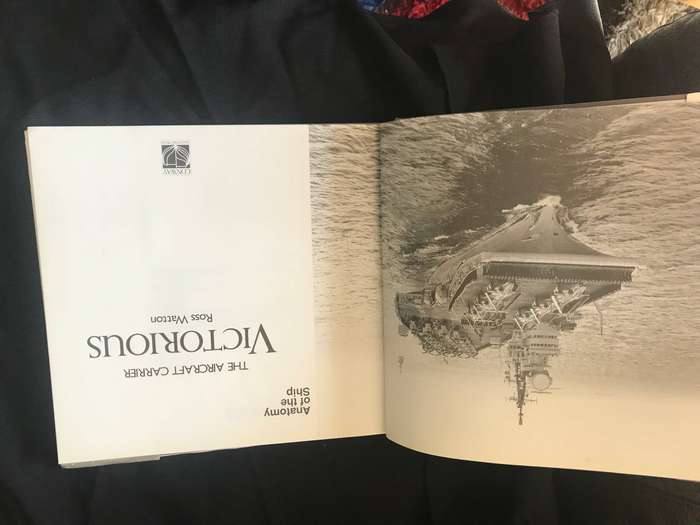 Anatomy
of the
Ship
THE AIRCRAFT CARRIER
VICTORIOUS
Ross Watton
CONWAY